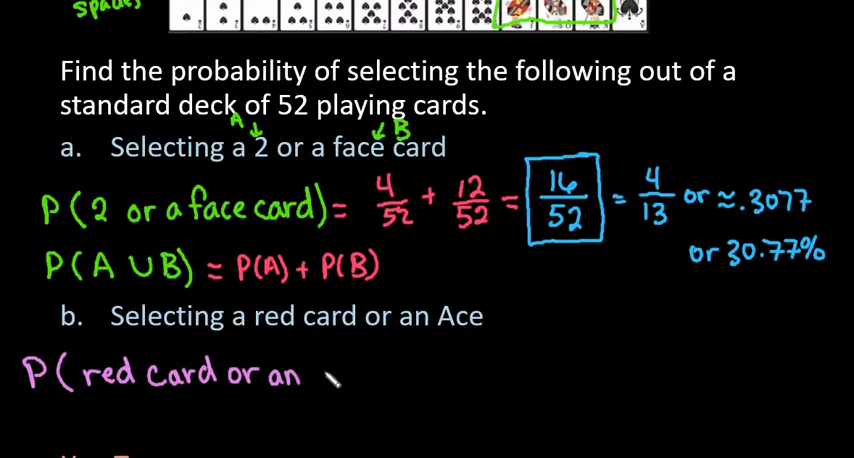 spades
Find the probability of selecting the following out of a
standard deck of 52 playing cards.
A B
a. Selecting a 2 or a face card
P(2 or a face card) = 4/52 + 12/52 = 16/52 = 4/13 or ≈ .3077
or 30.77%
P(A ∪ B) = P(A) + P(B)
b. Selecting a red card or an Ace
P(red card or an